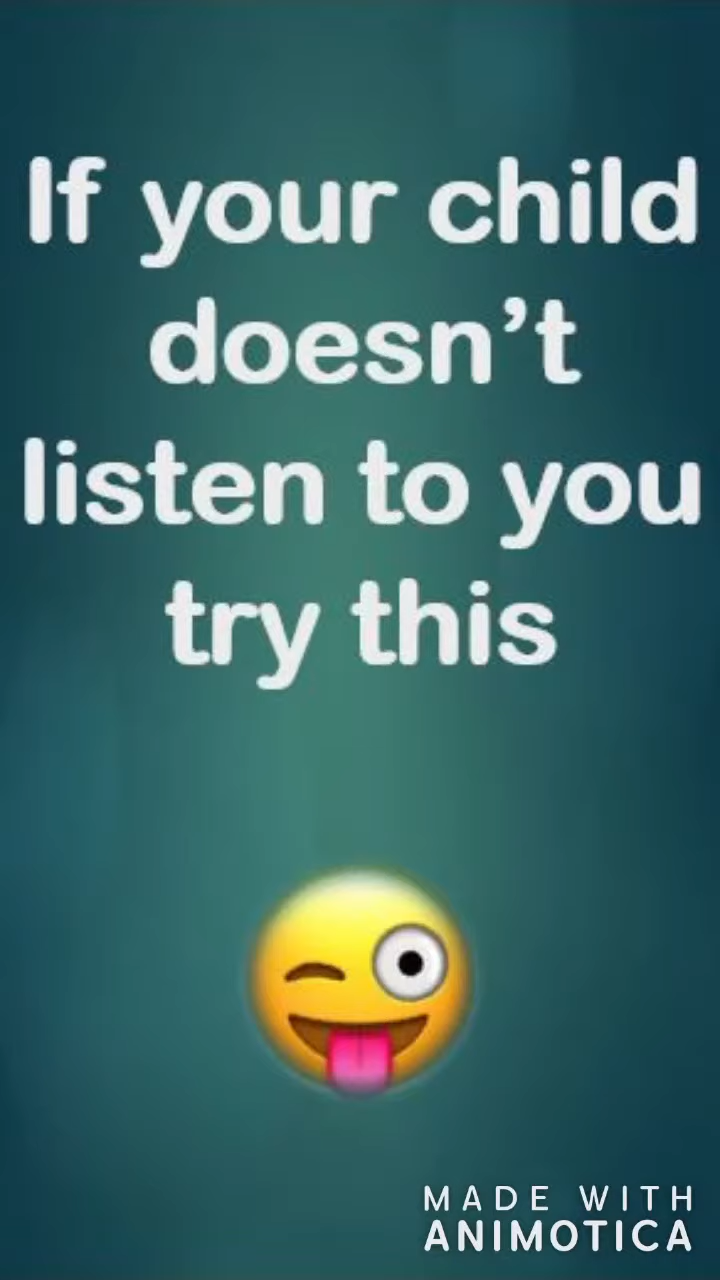 If your child
doesn’t
listen to you
try this
MADE WITH
ANIMOTICA